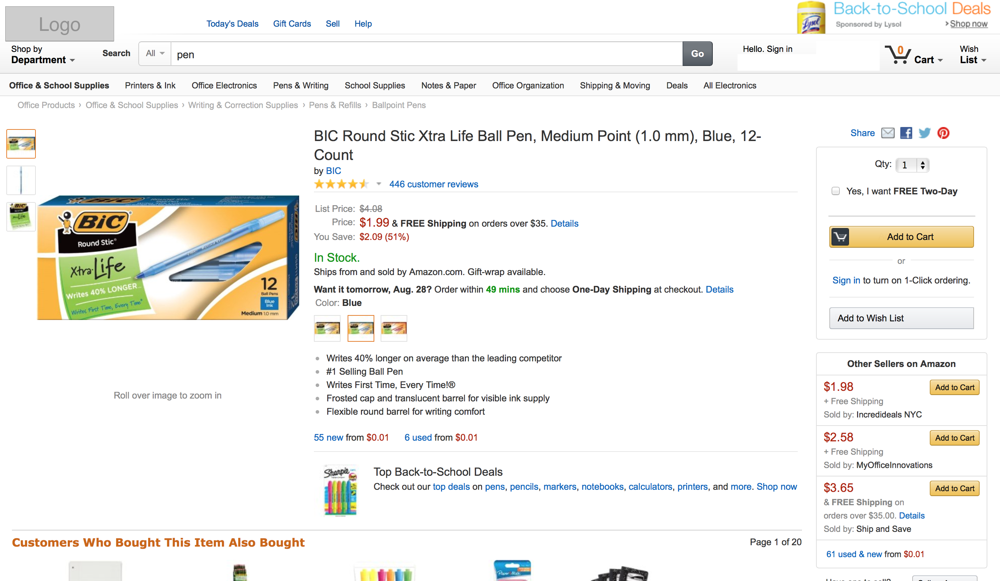 Logo
Today's Deals Gift Cards Sell Help
Back-to-School Deals
Sponsored by Lysol
Shop now
Lysol
Shop by
Department
Search
All
pen
Go
Hello. Sign in
0
Cart
Wish
List
Office & School Supplies Printers & Ink Office Electronics Pens & Writing School Supplies Notes & Paper Office Organization Shipping & Moving Deals All Electronics
Office Products › Office & School Supplies › Writing & Correction Supplies › Pens & Refills › Ballpoint Pens
BIC
Round Stic®
Xtra-Life
Writes 40% LONGER...
Writes First Time, Every Time®
12
Ball Pens
Blue
Ink
Medium 1.0 mm
Roll over image to zoom in
BIC Round Stic Xtra Life Ball Pen, Medium Point (1.0 mm), Blue, 12-
Count
by BIC
446 customer reviews
List Price: $4.08
Price: $1.99 & FREE Shipping on orders over $35. Details
You Save: $2.09 (51%)
In Stock.
Ships from and sold by Amazon.com. Gift-wrap available.
Want it tomorrow, Aug. 28? Order within 49 mins and choose One-Day Shipping at checkout. Details
Color: Blue
Writes 40% longer on average than the leading competitor
#1 Selling Ball Pen
Writes First Time, Every Time!®
Frosted cap and translucent barrel for visible ink supply
Flexible round barrel for writing comfort
55 new from $0.01 6 used from $0.01
Sharpie
Top Back-to-School Deals
Check out our top deals on pens, pencils, markers, notebooks, calculators, printers, and more. Shop now
Share
Qty: 1
Yes, I want FREE Two-Day
Add to Cart
or
Sign in to turn on 1-Click ordering.
Add to Wish List
Other Sellers on Amazon
$1.98
Add to Cart
+ Free Shipping
Sold by: Incredideals NYC
$2.58
Add to Cart
+ Free Shipping
Sold by: MyOfficeInnovations
$3.65
Add to Cart
& FREE Shipping on
orders over $35.00. Details
Sold by: Ship and Save
61 used & new from $0.01
Customers Who Bought This Item Also Bought
Page 1 of 20
PaperMate